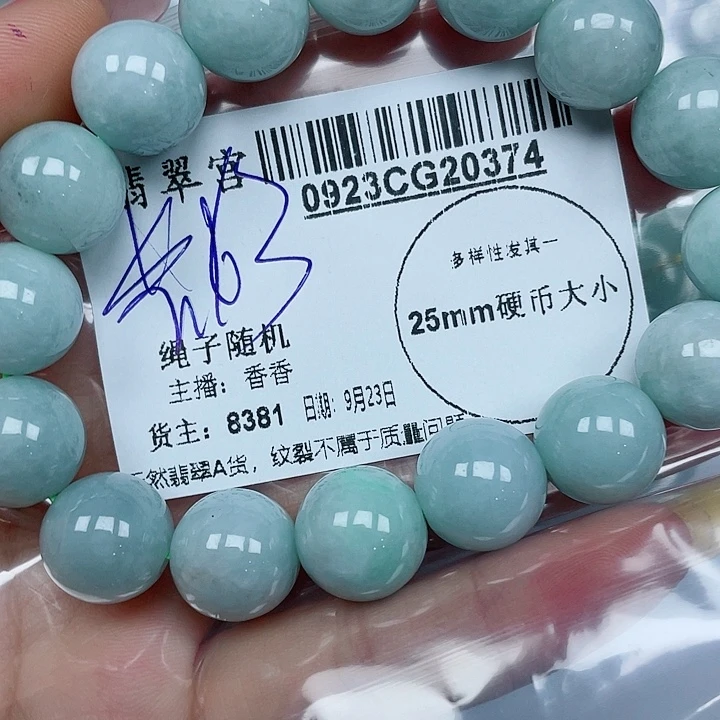 翡翠宫
0923CG20374
多样性发其一
25mm硬币大小
绳子随机
主播：香香
货主：8381 日期：9月23日
天然翡翠A货，纹裂不属于质量问题